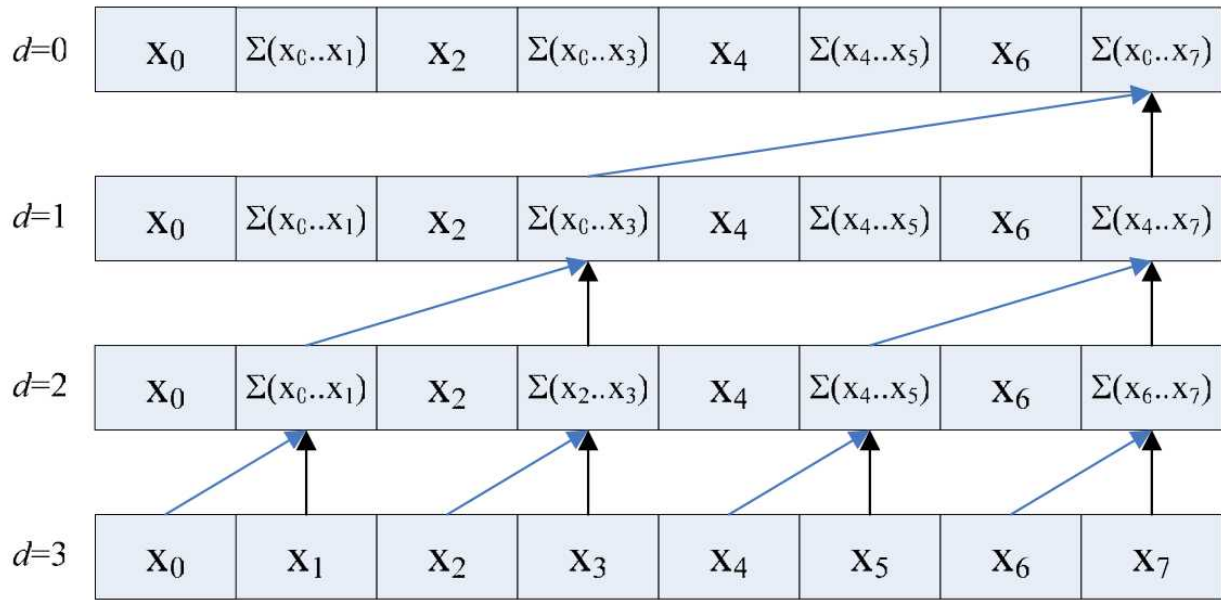 d=0 x₀ Σ(x₀..x₁) x₂ Σ(x₀..x₃) x₄ Σ(x₄..x₅) x₆ Σ(x₀..x₇)
d=1 x₀ Σ(x₀..x₁) x₂ Σ(x₀..x₃) x₄ Σ(x₄..x₅) x₆ Σ(x₄..x₇)
d=2 x₀ Σ(x₀..x₁) x₂ Σ(x₂..x₃) x₄ Σ(x₄..x₅) x₆ Σ(x₆..x₇)
d=3 x₀ x₁ x₂ x₃ x₄ x₅ x₆ x₇